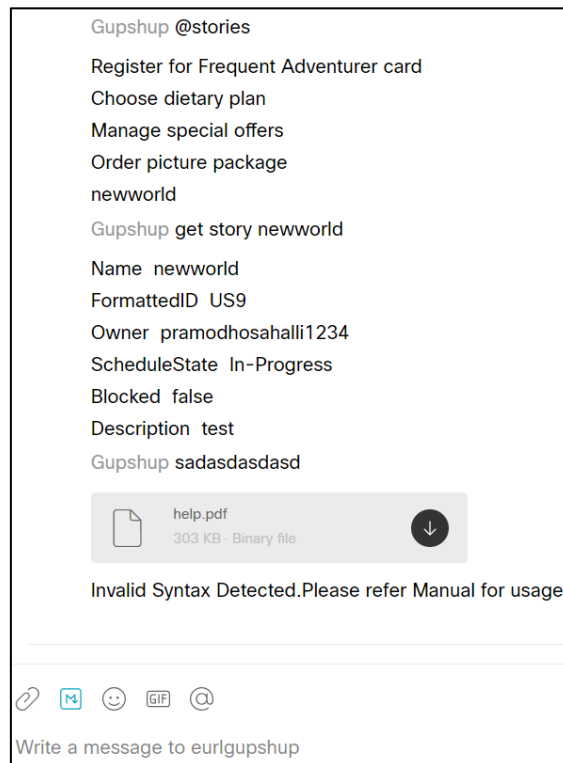 Gupshup @stories
Register for Frequent Adventurer card
Choose dietary plan
Manage special offers
Order picture package
newworld
Gupshup get story newworld
Name newworld
FormattedID US9
Owner pramodhosahalli1234
ScheduleState In-Progress
Blocked false
Description test
Gupshup sadasdasdasd
help.pdf
303 KB · Binary file
Invalid Syntax Detected.Please refer Manual for usage
M GIF @
Write a message to eurlgupshup